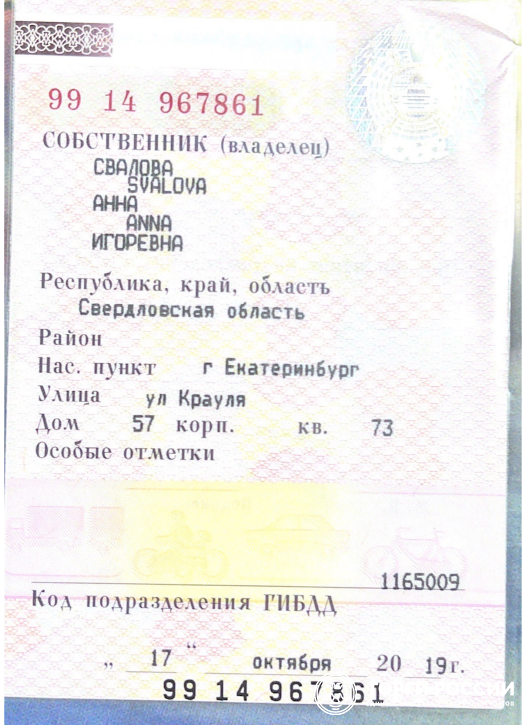 99 14 967861
СОБСТВЕННИК (владелец)
СВАЛОВА
SVALOVA
АННА
ANNA
ИГОРЕВНА
Республика, край, область
Свердловская область
Район
Нас. пункт г Екатеринбург
Улица ул Крауля
Дом 57 корп. кв. 73
Особые отметки
1165009
Код подразделения ГИБДД
„ 17 “ октября 20 19г.
99 14 967861